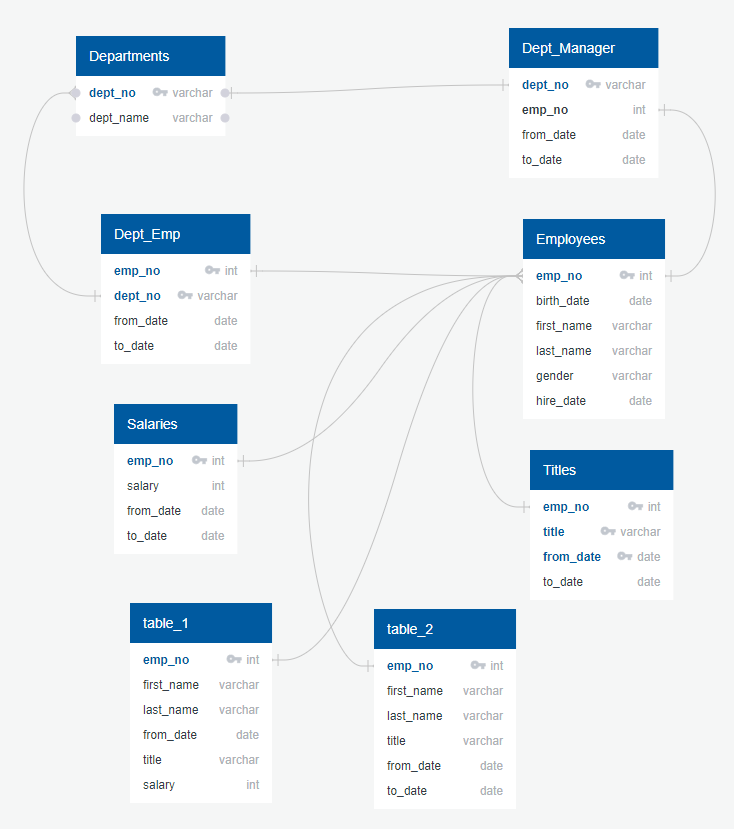 Departments
dept_no varchar
dept_name varchar
Dept_Manager
dept_no varchar
emp_no int
from_date date
to_date date
Dept_Emp
emp_no int
dept_no varchar
from_date date
to_date date
Employees
emp_no int
birth_date date
first_name varchar
last_name varchar
gender varchar
hire_date date
Salaries
emp_no int
salary int
from_date date
to_date date
Titles
emp_no int
title varchar
from_date date
to_date date
table_1
emp_no int
first_name varchar
last_name varchar
from_date date
title varchar
salary int
table_2
emp_no int
first_name varchar
last_name varchar
title varchar
from_date date
to_date date